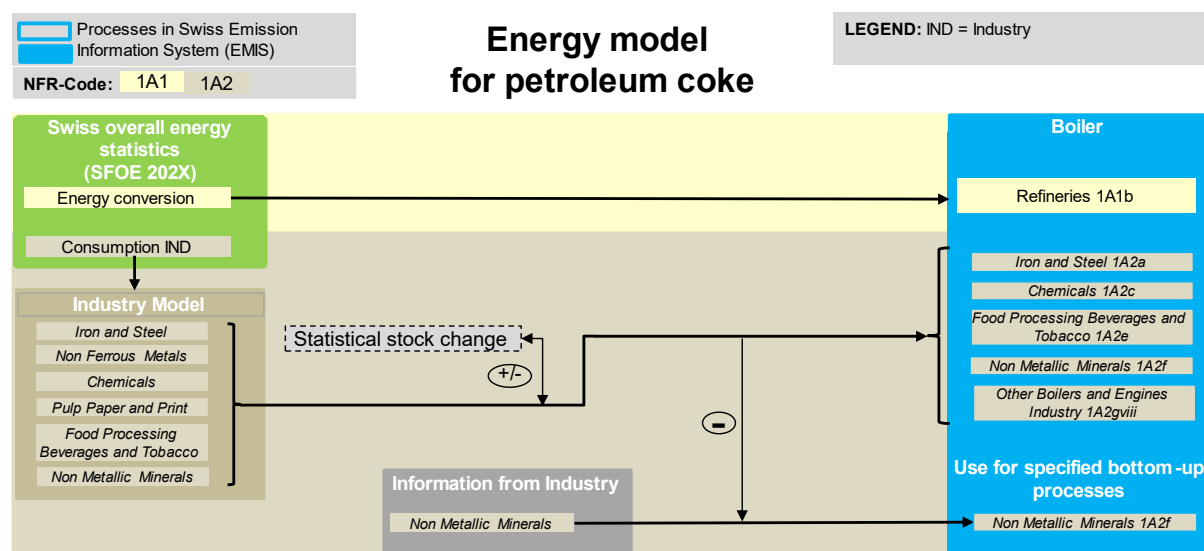 Processes in Swiss Emission
Information System (EMIS)
NFR-Code: 1A1 1A2
Energy model
for petroleum coke
LEGEND: IND = Industry
Swiss overall energy
statistics
(SFOE 202X)
Energy conversion
Consumption IND
Industry Model
Iron and Steel
Non Ferrous Metals
Chemicals
Pulp Paper and Print
Food Processing
Beverages and Tobacco
Non Metallic Minerals
Statistical stock change
+/-
-
Information from Industry
Non Metallic Minerals
Boiler
Refineries 1A1b
Iron and Steel 1A2a
Chemicals 1A2c
Food Processing Beverages and
Tobacco 1A2e
Non Metallic Minerals 1A2f
Other Boilers and Engines
Industry 1A2gviii
Use for specified bottom-up
processes
Non Metallic Minerals 1A2f